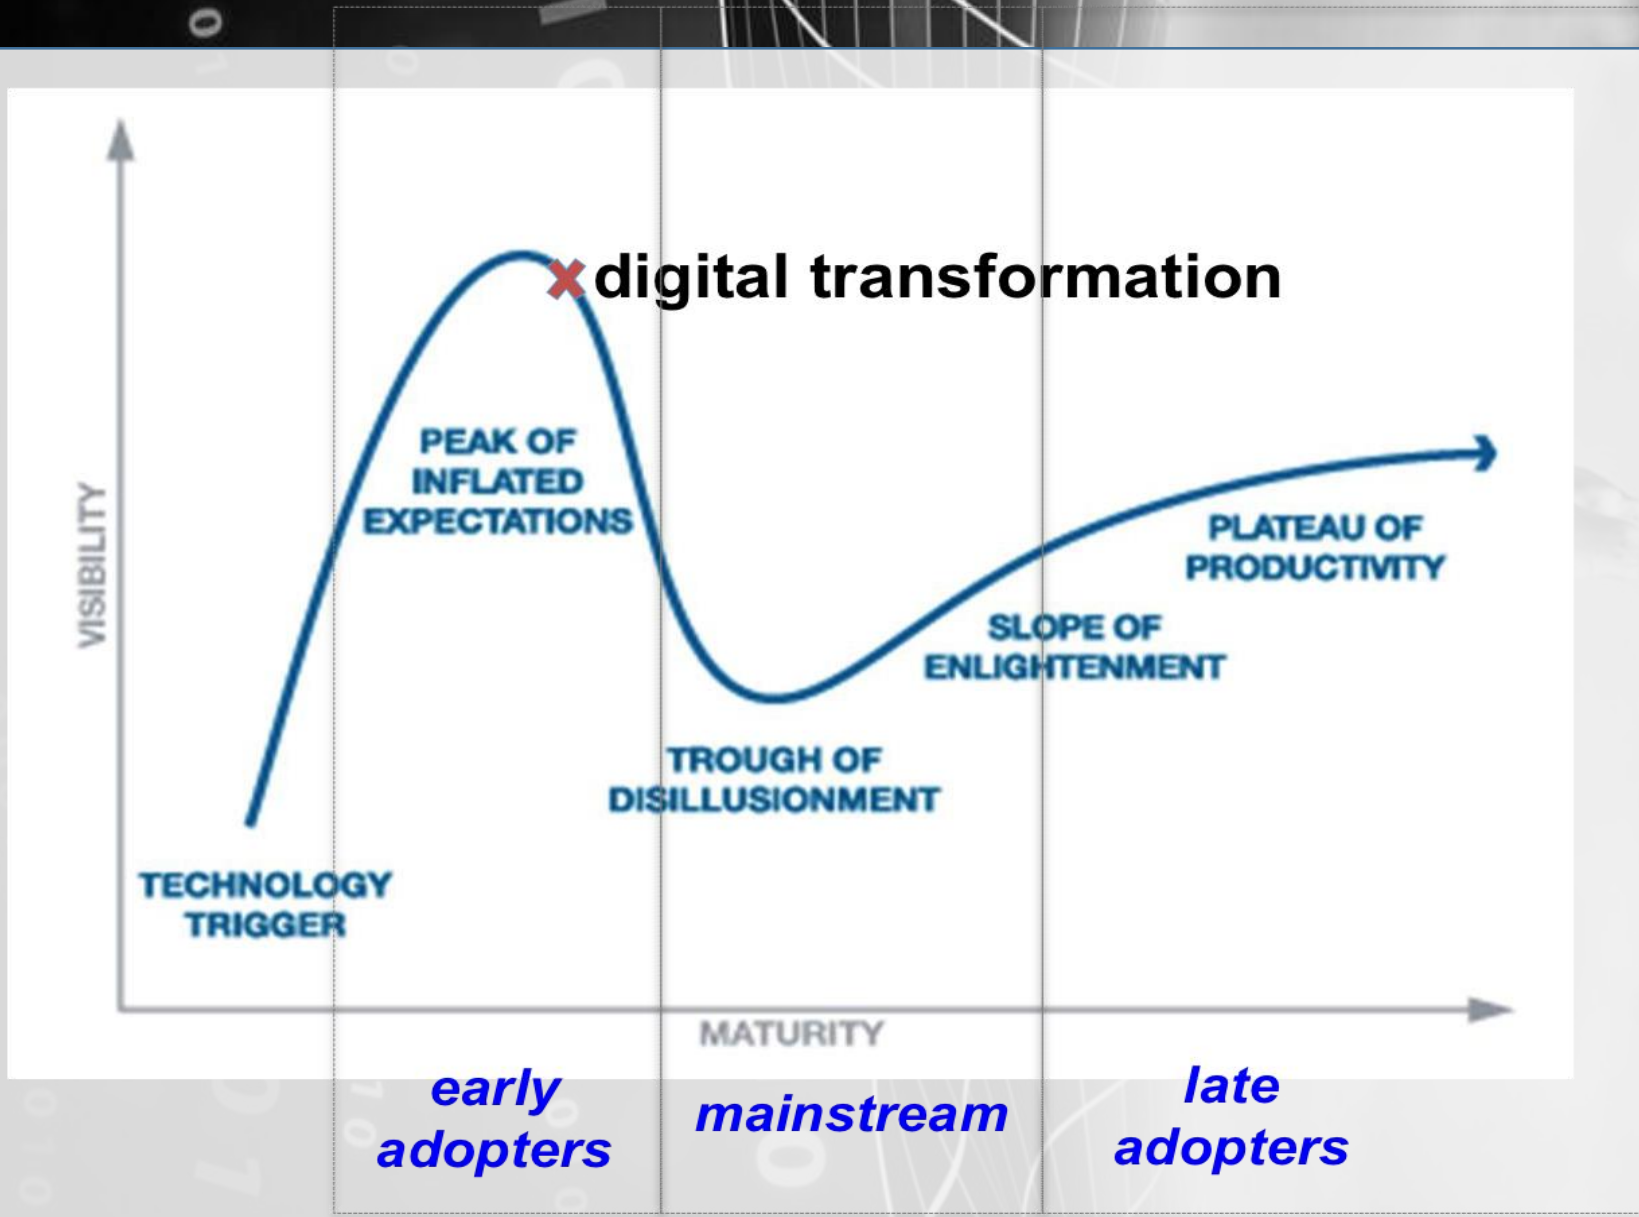 digital transformation
PEAK OF
INFLATED
EXPECTATIONS
VISIBILITY
PLATEAU OF
PRODUCTIVITY
SLOPE OF
ENLIGHTENMENT
TROUGH OF
DISILLUSIONMENT
TECHNOLOGY
TRIGGER
MATURITY
early
adopters
mainstream
late
adopters